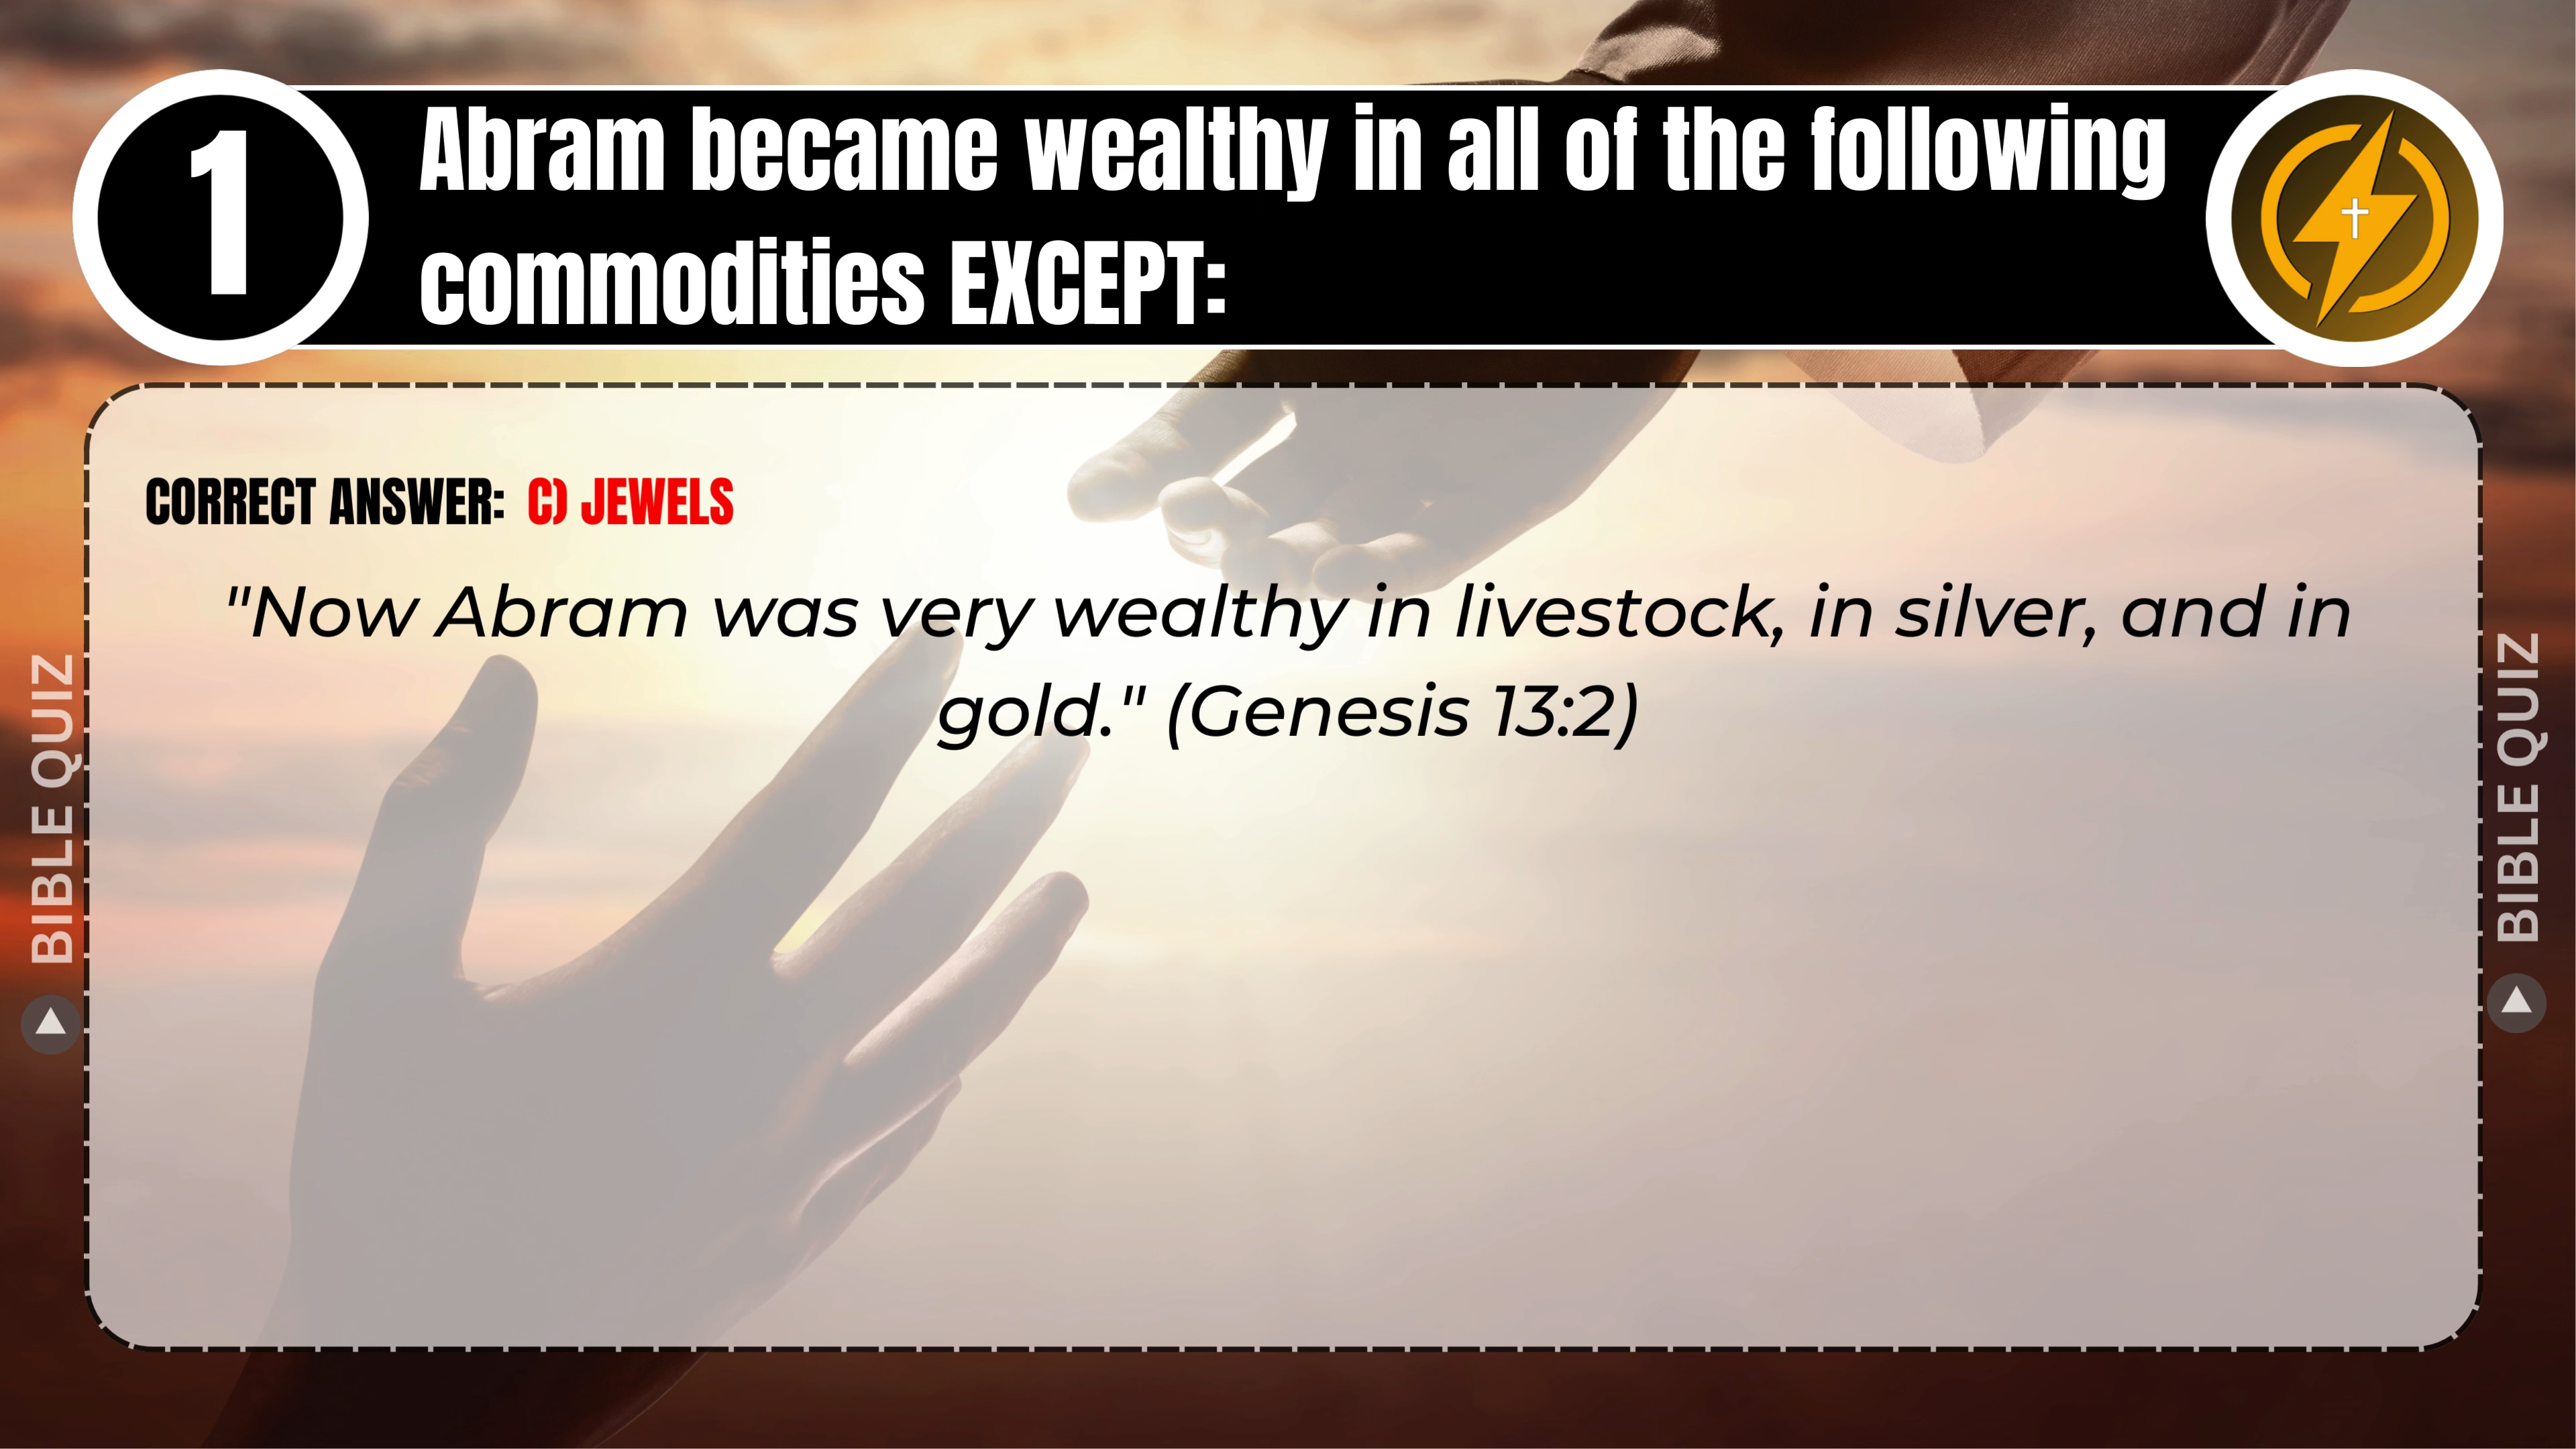 1
Abram became wealthy in all of the following
commodities EXCEPT:
CORRECT ANSWER: C) JEWELS
"Now Abram was very wealthy in livestock, in silver, and in
gold." (Genesis 13:2)
BIBLE QUIZ
BIBLE QUIZ